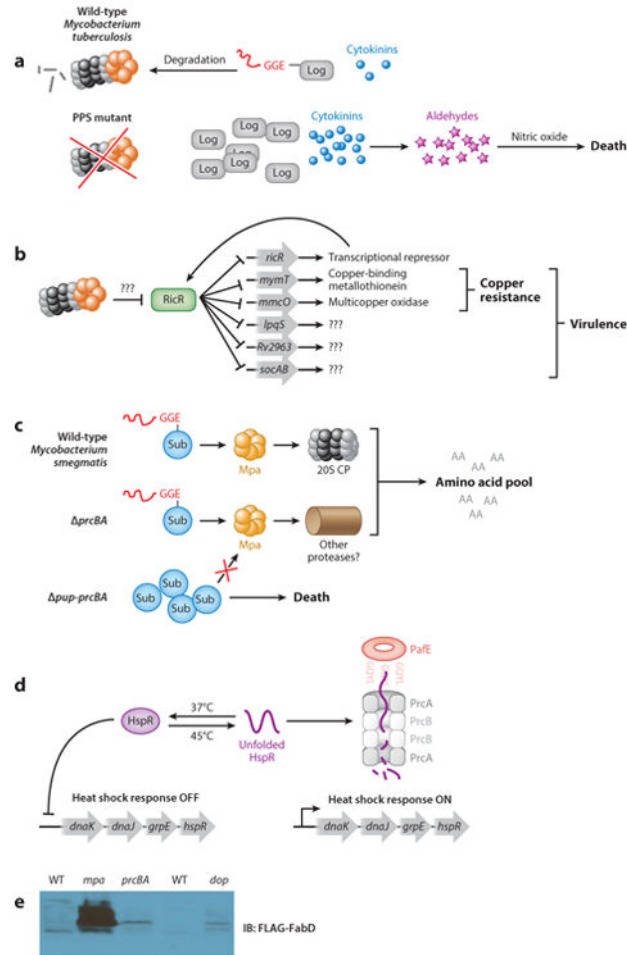 a
Wild-type
Mycobacterium
tuberculosis
Degradation
GGE
Log
Cytokinins
PPS mutant
Log
Log
Log
Log
Log
Log
Log
Cytokinins
Aldehydes
Nitric oxide
Death
b
???
RicR
ricR
Transcriptional repressor
mymT
Copper-binding
metallothionein
mmcO
Multicopper oxidase
lpqS
???
Rv2963
???
socAB
???
Copper
resistance
Virulence
c
Wild-type
Mycobacterium
smegmatis
GGE
Sub
Mpa
20S CP
ΔprcBA
GGE
Sub
Mpa
Other
proteases?
AA
AA AA
AA
Amino acid pool
AA AA
AA
AA
Δpup-prcBA
Sub
Sub
Sub
Sub
Death
d
HspR
37°C
45°C
Unfolded
HspR
PafE
GQYL
GQYL
PrcA
PrcB
PrcB
PrcA
Heat shock response OFF
dnaK dnaJ grpE hspR
Heat shock response ON
dnaK dnaJ grpE hspR
e
WT mpa prcBA WT dop
IB: FLAG-FabD